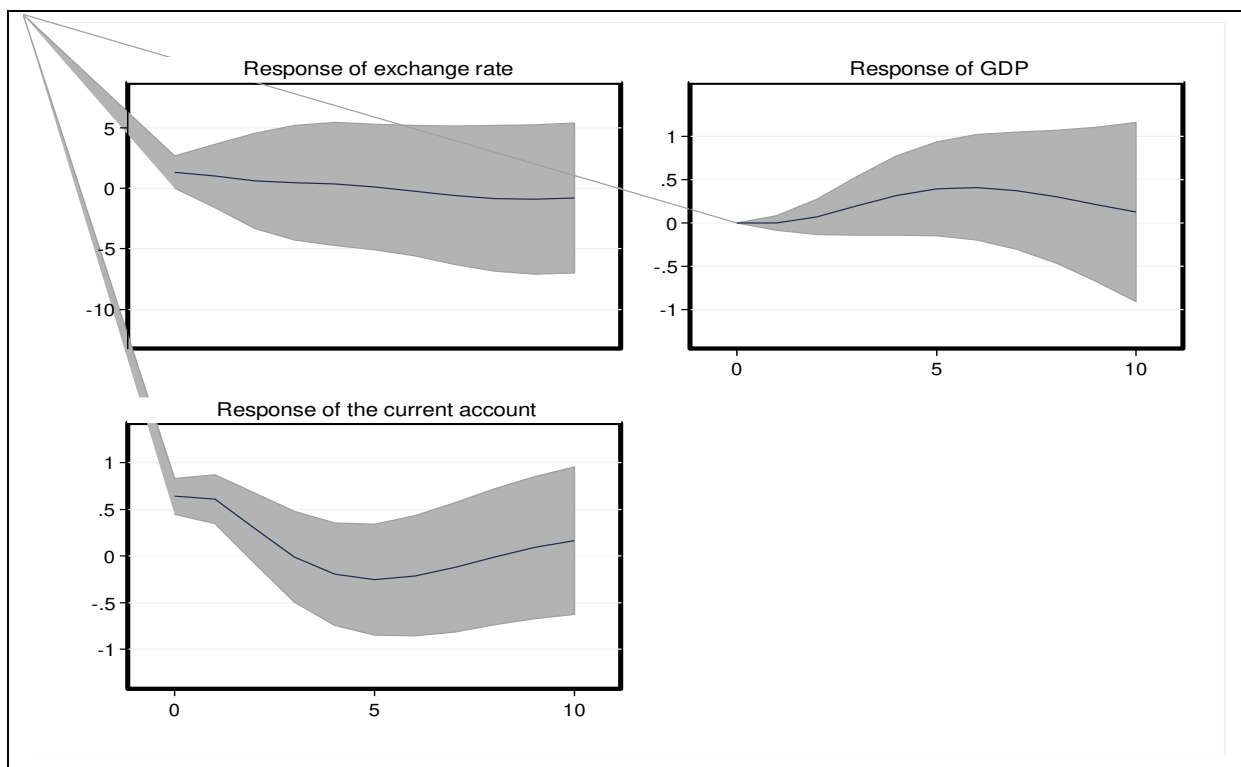 Response of exchange rate
5
0
-5
-10
Response of GDP
1
.5
0
-.5
-1
0 5 10
Response of the current account
1
.5
0
-.5
-1
0 5 10